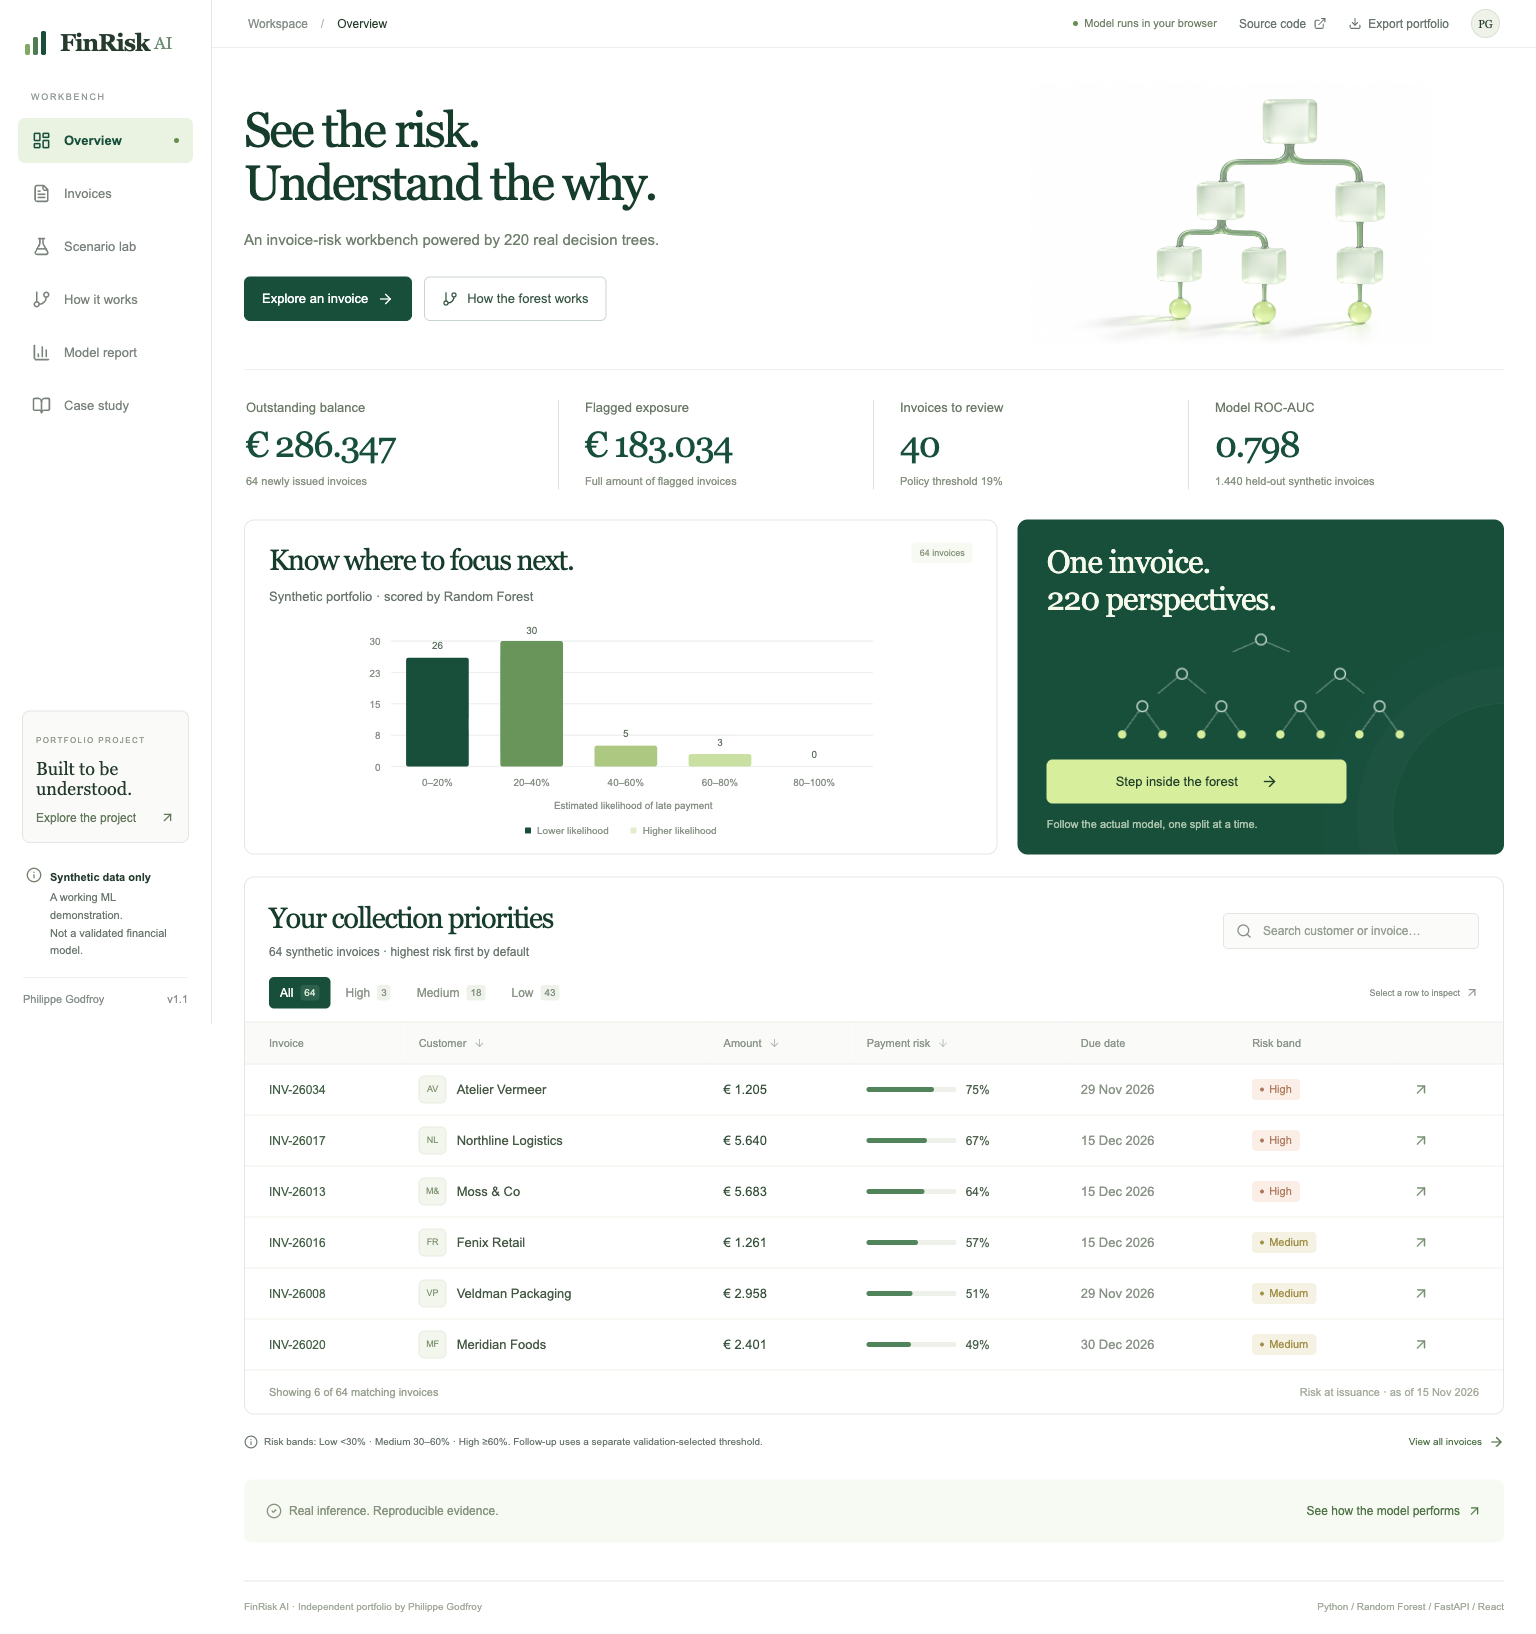 FinRisk AI
WORKBENCH
Overview
Invoices
Scenario lab
How it works
Model report
Case study
PORTFOLIO PROJECT
Built to be
understood.
Explore the project
Synthetic data only
A working ML
demonstration.
Not a validated financial
model.
Philippe Godfroy v1.1
Workspace / Overview
Model runs in your browser
Source code
Export portfolio
PG
See the risk.
Understand the why.
An invoice-risk workbench powered by 220 real decision trees.
Explore an invoice
How the forest works
Outstanding balance
€ 286.347
64 newly issued invoices
Flagged exposure
€ 183.034
Full amount of flagged invoices
Invoices to review
40
Policy threshold 19%
Model ROC-AUC
0.798
1.440 held-out synthetic invoices
Know where to focus next.
64 invoices
Synthetic portfolio · scored by Random Forest
30
23
15
8
0
26
30
5
3
0
0–20% 20–40% 40–60% 60–80% 80–100%
Estimated likelihood of late payment
Lower likelihood Higher likelihood
One invoice.
220 perspectives.
Step inside the forest
Follow the actual model, one split at a time.
Your collection priorities
64 synthetic invoices · highest risk first by default
Search customer or invoice…
All 64 High 3 Medium 18 Low 43
Select a row to inspect
Invoice Customer Amount Payment risk Due date Risk band
INV-26034 AV Atelier Vermeer € 1.205 75% 29 Nov 2026 High
INV-26017 NL Northline Logistics € 5.640 67% 15 Dec 2026 High
INV-26013 M& Moss & Co € 5.683 64% 15 Dec 2026 High
INV-26016 FR Fenix Retail € 1.261 57% 15 Dec 2026 Medium
INV-26008 VP Veldman Packaging € 2.958 51% 29 Nov 2026 Medium
INV-26020 MF Meridian Foods € 2.401 49% 30 Dec 2026 Medium
Showing 6 of 64 matching invoices
Risk at issuance · as of 15 Nov 2026
Risk bands: Low <30% · Medium 30–60% · High ≥60%. Follow-up uses a separate validation-selected threshold.
View all invoices
Real inference. Reproducible evidence.
See how the model performs
FinRisk AI · Independent portfolio by Philippe Godfroy
Python / Random Forest / FastAPI / React